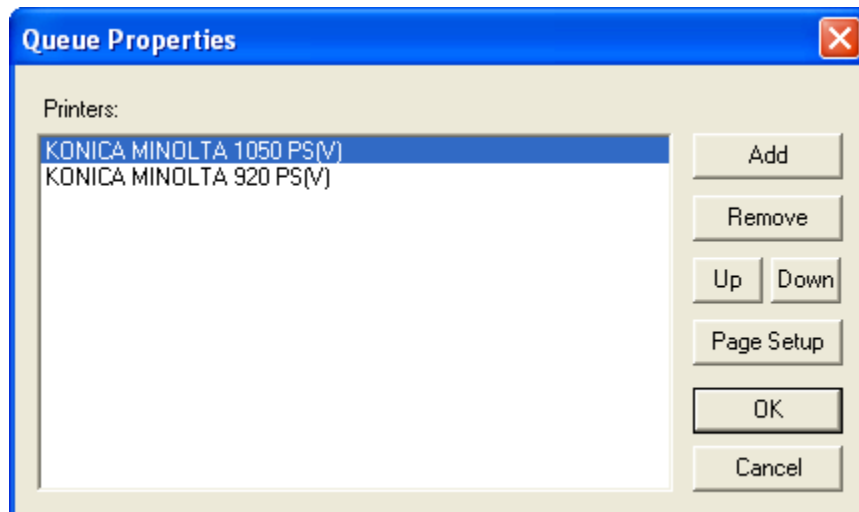 Queue Properties
Printers:
KONICA MINOLTA 1050 PS(V)
KONICA MINOLTA 920 PS(V)
Add
Remove
Up Down
Page Setup
OK
Cancel